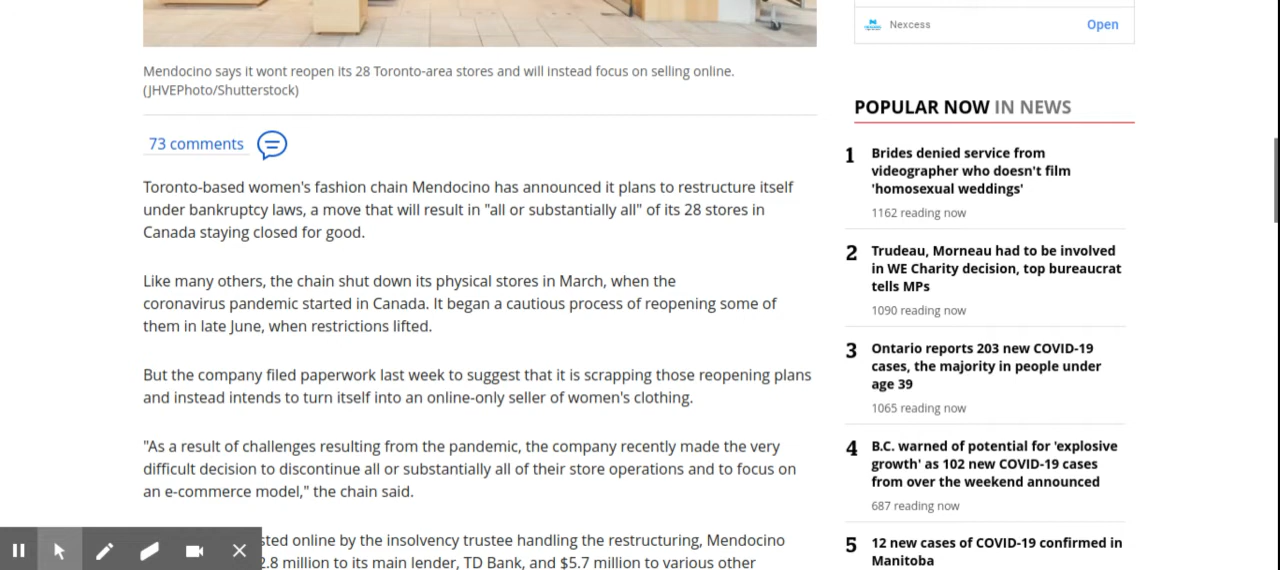 Mendocino says it wont reopen its 28 Toronto-area stores and will instead focus on selling online.
(JHVEPhoto/Shutterstock)
73 comments
Toronto-based women's fashion chain Mendocino has announced it plans to restructure itself
under bankruptcy laws, a move that will result in "all or substantially all" of its 28 stores in
Canada staying closed for good.
Like many others, the chain shut down its physical stores in March, when the
coronavirus pandemic started in Canada. It began a cautious process of reopening some of
them in late June, when restrictions lifted.
But the company filed paperwork last week to suggest that it is scrapping those reopening plans
and instead intends to turn itself into an online-only seller of women's clothing.
"As a result of challenges resulting from the pandemic, the company recently made the very
difficult decision to discontinue all or substantially all of their store operations and to focus on
an e-commerce model," the chain said.
sted online by the insolvency trustee handling the restructuring, Mendocino
2.8 million to its main lender, TD Bank, and $5.7 million to various other
Nexcess
Open
POPULAR NOW IN NEWS
1 Brides denied service from
videographer who doesn't film
'homosexual weddings'
1162 reading now
2 Trudeau, Morneau had to be involved
in WE Charity decision, top bureaucrat
tells MPs
1090 reading now
3 Ontario reports 203 new COVID-19
cases, the majority in people under
age 39
1065 reading now
4 B.C. warned of potential for 'explosive
growth' as 102 new COVID-19 cases
from over the weekend announced
687 reading now
5 12 new cases of COVID-19 confirmed in
Manitoba